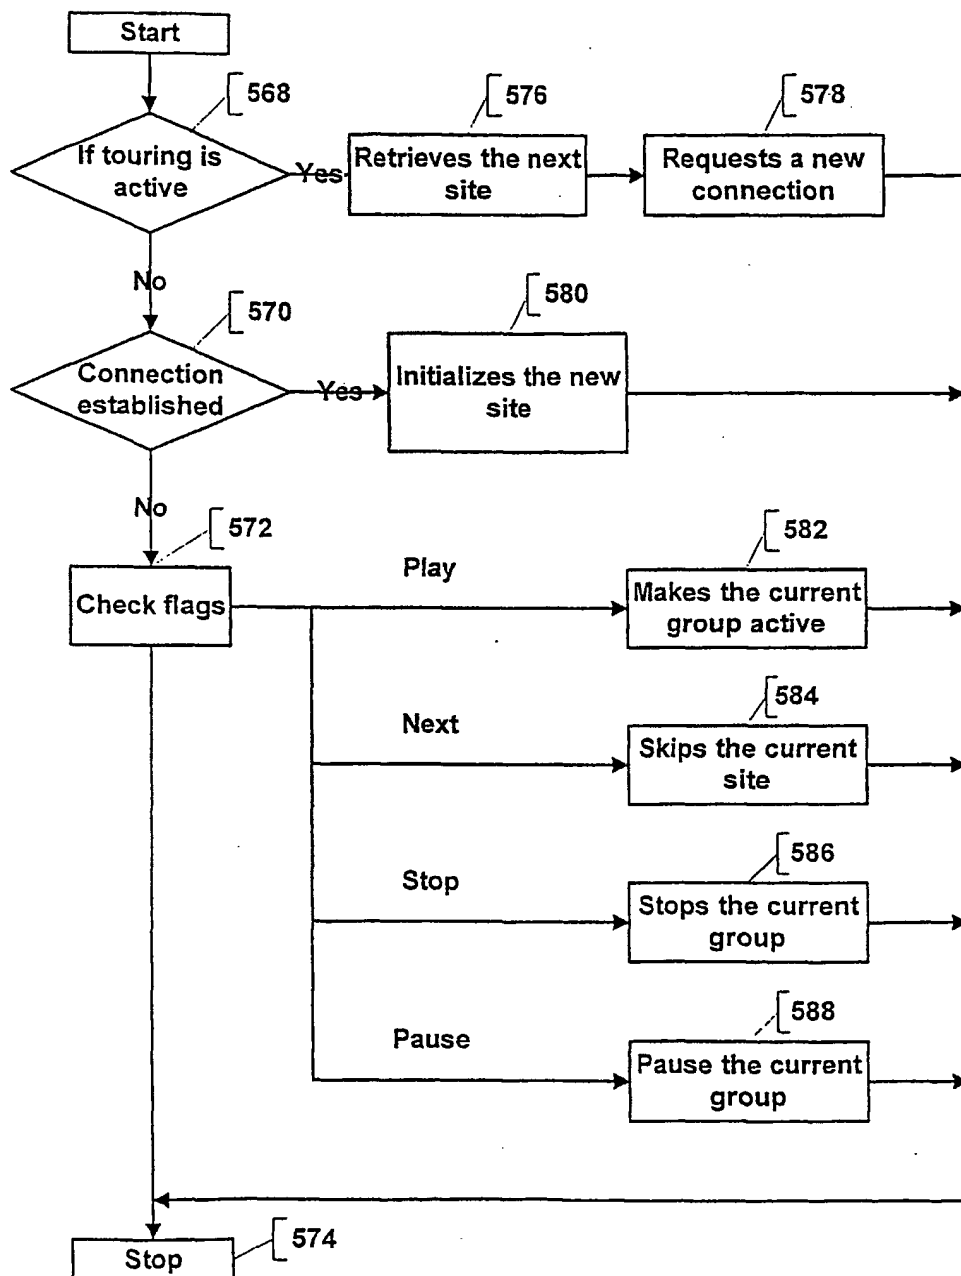 Start
568
If touring is
active
Yes
576
Retrieves the next
site
578
Requests a new
connection
No
570
Connection
established
Yes
580
Initializes the new
site
No
572
Check flags
Play
582
Makes the current
group active
Next
584
Skips the current
site
Stop
586
Stops the current
group
Pause
588
Pause the current
group
574
Stop